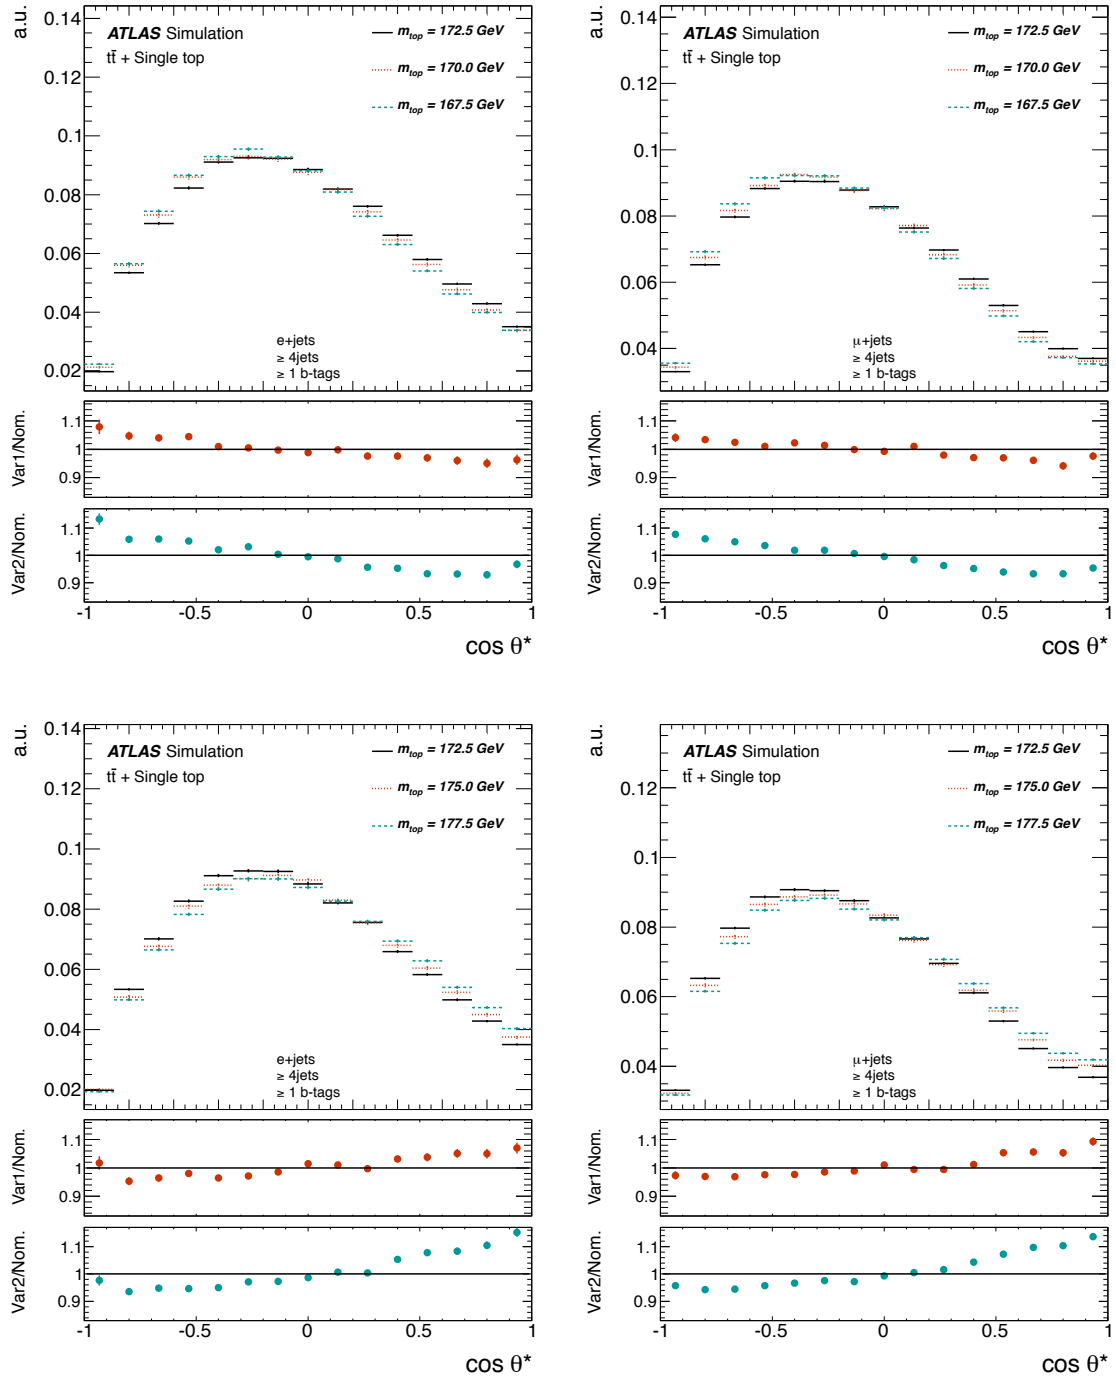 a.u.
0.14
0.12
0.1
0.08
0.06
0.04
0.02
ATLAS Simulation
tt̄ + Single top
m_top = 172.5 GeV
m_top = 170.0 GeV
m_top = 167.5 GeV
e+jets
≥ 4jets
≥ 1 b-tags
Var1/Nom.
1.1
1
0.9
Var2/Nom.
1.1
1
0.9
-1 -0.5 0 0.5 1
cos θ*
a.u.
0.14
0.12
0.1
0.08
0.06
0.04
ATLAS Simulation
tt̄ + Single top
m_top = 172.5 GeV
m_top = 170.0 GeV
m_top = 167.5 GeV
μ+jets
≥ 4jets
≥ 1 b-tags
Var1/Nom.
1.1
1
0.9
Var2/Nom.
1.1
1
0.9
-1 -0.5 0 0.5 1
cos θ*
a.u.
0.14
0.12
0.1
0.08
0.06
0.04
0.02
ATLAS Simulation
tt̄ + Single top
m_top = 172.5 GeV
m_top = 175.0 GeV
m_top = 177.5 GeV
e+jets
≥ 4jets
≥ 1 b-tags
Var1/Nom.
1.1
1
0.9
Var2/Nom.
1.1
1
0.9
-1 -0.5 0 0.5 1
cos θ*
a.u.
0.12
0.1
0.08
0.06
0.04
ATLAS Simulation
tt̄ + Single top
m_top = 172.5 GeV
m_top = 175.0 GeV
m_top = 177.5 GeV
μ+jets
≥ 4jets
≥ 1 b-tags
Var1/Nom.
1.1
1
0.9
Var2/Nom.
1.1
1
0.9
-1 -0.5 0 0.5 1
cos θ*